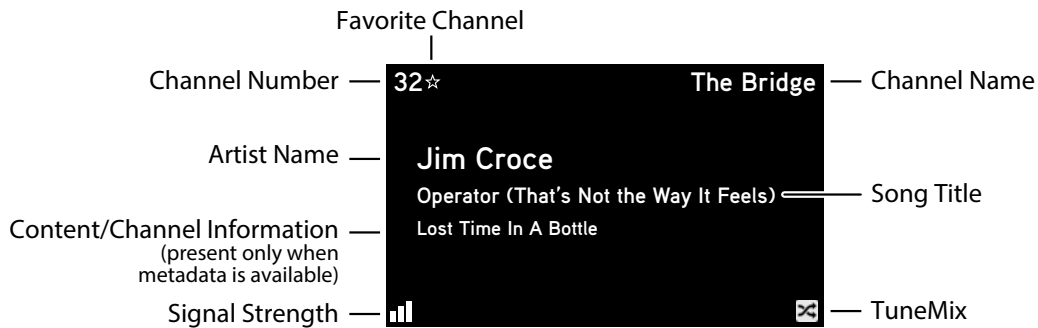 Favorite Channel
Channel Number
32☆
The Bridge
Channel Name
Artist Name
Jim Croce
Operator (That's Not the Way It Feels)
Song Title
Content/Channel Information
(present only when
metadata is available)
Lost Time In A Bottle
Signal Strength
TuneMix